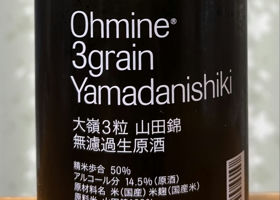 Ohmine®
3grain
Yamadanishiki
大嶺3粒 山田錦
無濾過生原酒
精米歩合 50%
アルコール分 14.5%(原酒)
原材料名 米(国産)米麹(国産米)